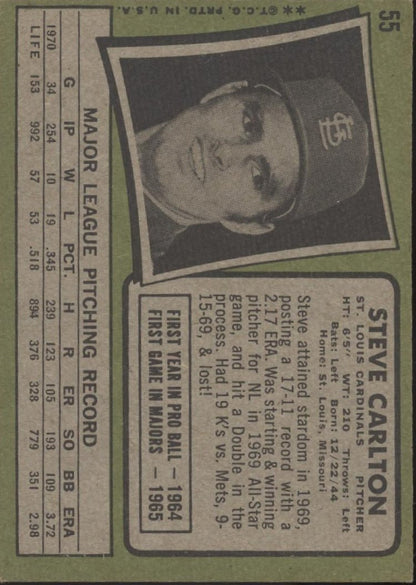 55
**©T.C.G. PRTD. IN U.S.A.
STL
STEVE CARLTON
ST. LOUIS CARDINALS PITCHER
HT: 6'5" WT: 210 Throws: Left
Bats: Left Born: 12/22/44
Home: St. Louis, Missouri
Steve attained stardom in 1969,
posting a 17-11 record with a
2.17 ERA. Was starting & winning
pitcher for NL in 1969 All-Star
game, and hit a Double in the
process. Had 19 K's vs. Mets, 9-
15-69, & lost!
FIRST YEAR IN PRO BALL – 1964
FIRST GAME IN MAJORS – 1965
MAJOR LEAGUE PITCHING RECORD
G IP W L PCT. H R ER SO BB ERA
1970 34 254 10 19 .345 239 123 105 193 109 3.72
LIFE 153 992 57 53 .518 894 376 328 779 351 2.98